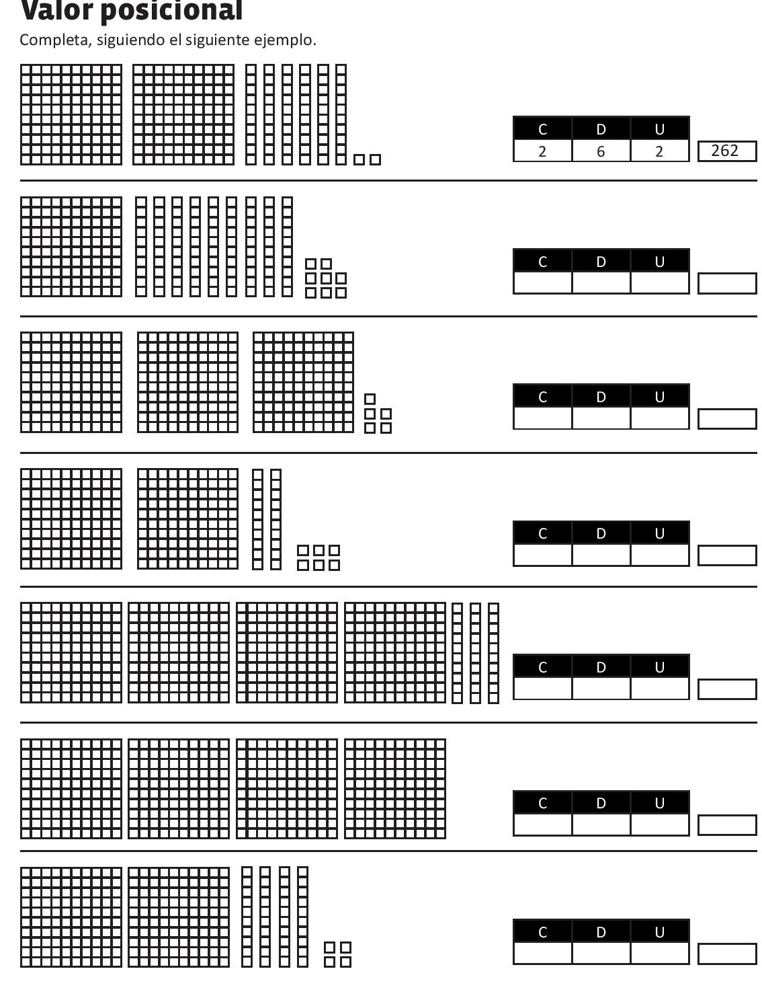 Valor posicional
Completa, siguiendo el siguiente ejemplo.
C D U
2 6 2 262
C D U
C D U
C D U
C D U
C D U
C D U